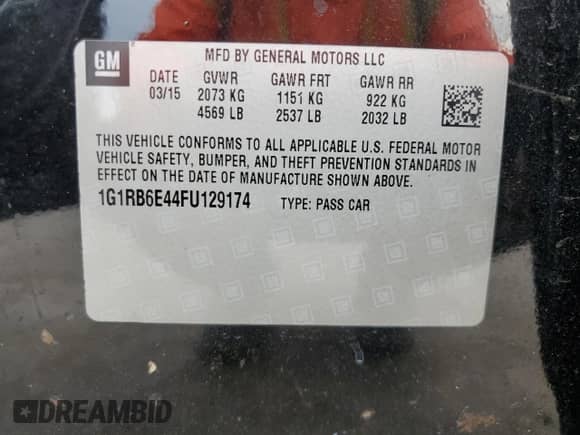 GM
MFD BY GENERAL MOTORS LLC
DATE GVWR GAWR FRT GAWR RR
03/15 2073 KG 1151 KG 922 KG
4569 LB 2537 LB 2032 LB
THIS VEHICLE CONFORMS TO ALL APPLICABLE U.S. FEDERAL MOTOR
VEHICLE SAFETY, BUMPER, AND THEFT PREVENTION STANDARDS IN
EFFECT ON THE DATE OF MANUFACTURE SHOWN ABOVE.
1G1RB6E44FU129174 TYPE: PASS CAR
DREAMBID